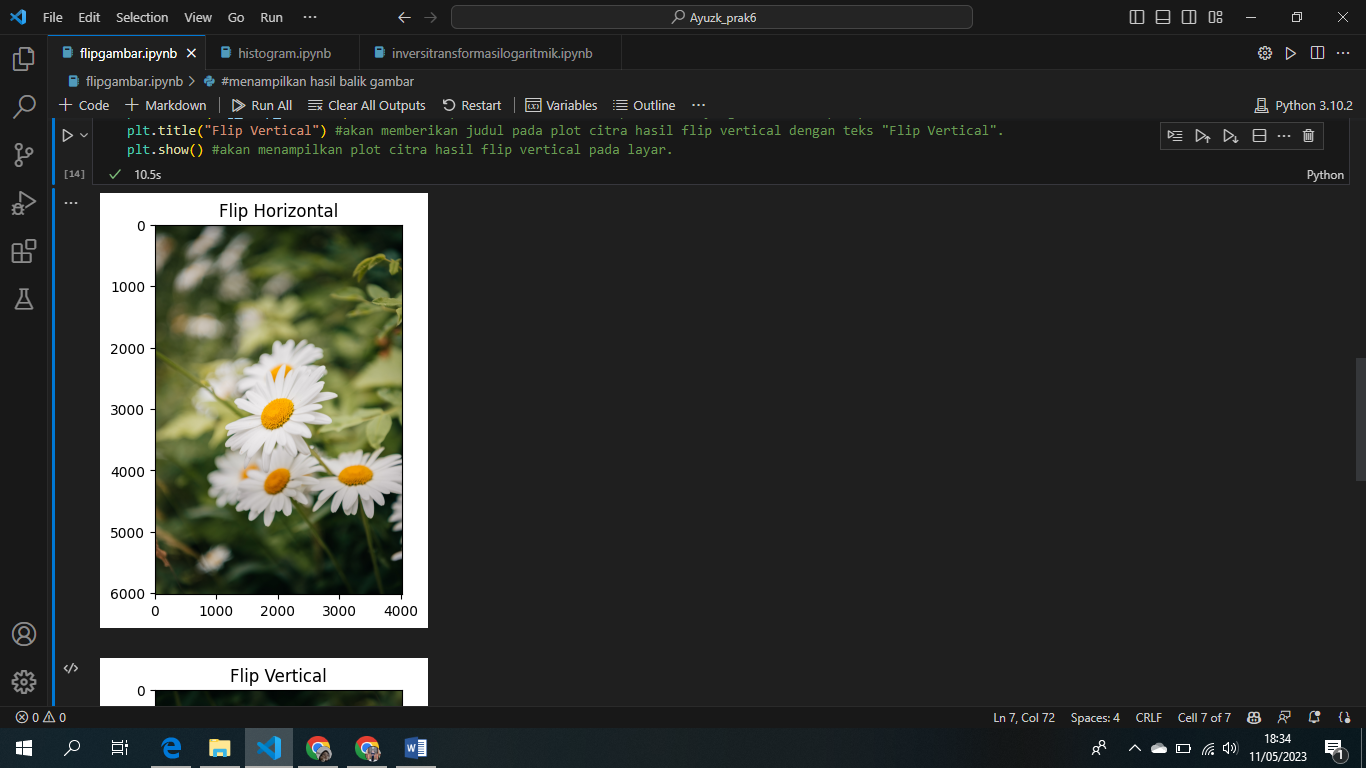 File Edit Selection View Go Run ··· Ayuzk_prak6
flipgambar.ipynb histogram.ipynb inversitransformasilogaritmik.ipynb
flipgambar.ipynb > #menampilkan hasil balik gambar
Code Markdown Run All Clear All Outputs Restart Variables Outline ··· Python 3.10.2
plt.title("Flip Vertical") #akan memberikan judul pada plot citra hasil flip vertical dengan teks "Flip Vertical".
plt.show() #akan menampilkan plot citra hasil flip vertical pada layar.
[14] 10.5s Python
Flip Horizontal
0
1000
2000
3000
4000
5000
6000
0 1000 2000 3000 4000
Flip Vertical
0
0 0 Ln 7, Col 72 Spaces: 4 CRLF Cell 7 of 7
18:34
11/05/2023
1